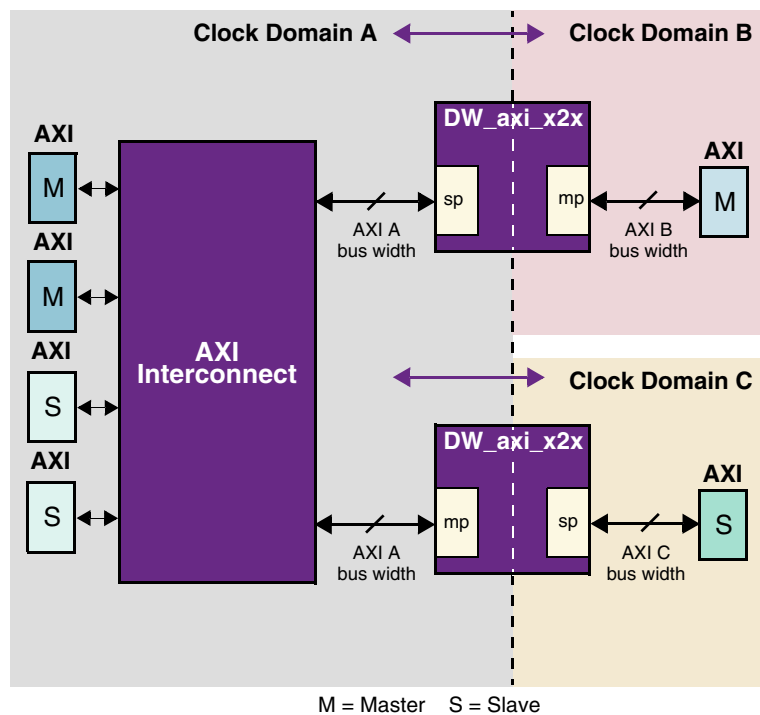 Clock Domain A
Clock Domain B
DW_axi_x2x
AXI
M
AXI
M
sp
mp
AXI A
bus width
AXI B
bus width
AXI
M
AXI
Interconnect
AXI
S
Clock Domain C
DW_axi_x2x
AXI
S
AXI
S
mp
sp
AXI A
bus width
AXI C
bus width
M = Master S = Slave